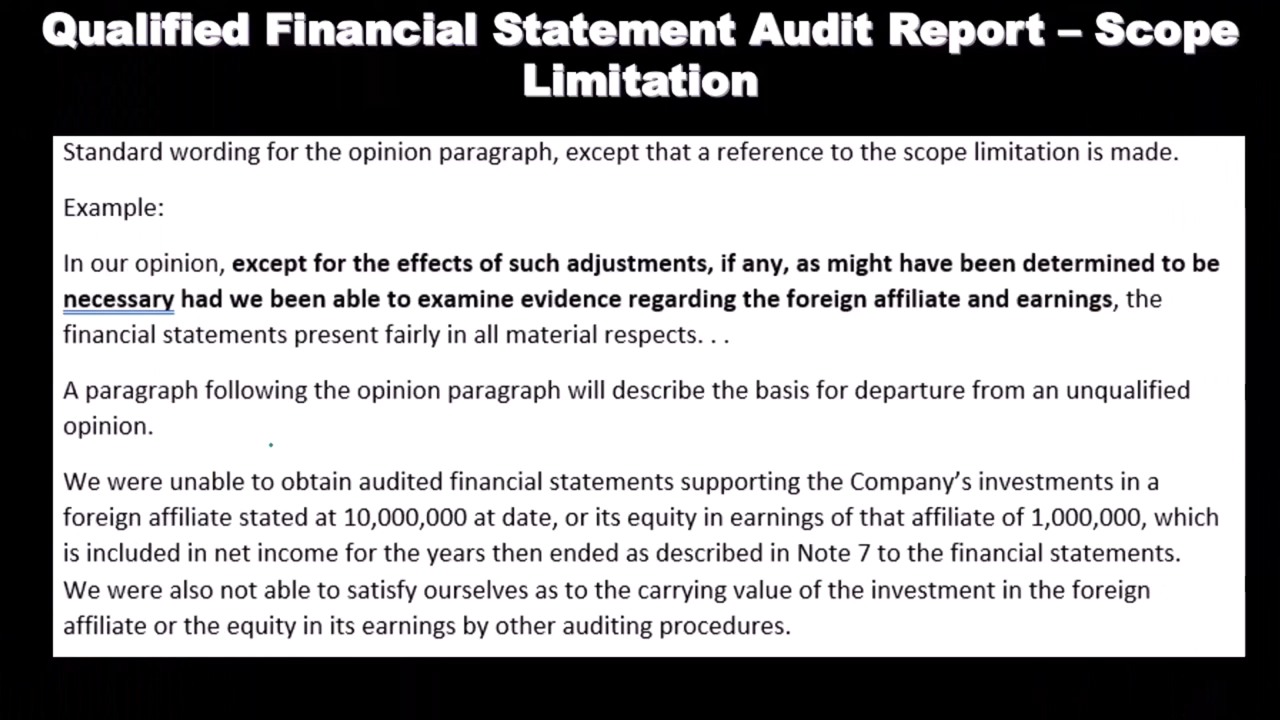 Qualified Financial Statement Audit Report – Scope
Limitation
Standard wording for the opinion paragraph, except that a reference to the scope limitation is made.
Example:
In our opinion, except for the effects of such adjustments, if any, as might have been determined to be
necessary had we been able to examine evidence regarding the foreign affiliate and earnings, the
financial statements present fairly in all material respects. . .
A paragraph following the opinion paragraph will describe the basis for departure from an unqualified
opinion.
We were unable to obtain audited financial statements supporting the Company’s investments in a
foreign affiliate stated at 10,000,000 at date, or its equity in earnings of that affiliate of 1,000,000, which
is included in net income for the years then ended as described in Note 7 to the financial statements.
We were also not able to satisfy ourselves as to the carrying value of the investment in the foreign
affiliate or the equity in its earnings by other auditing procedures.